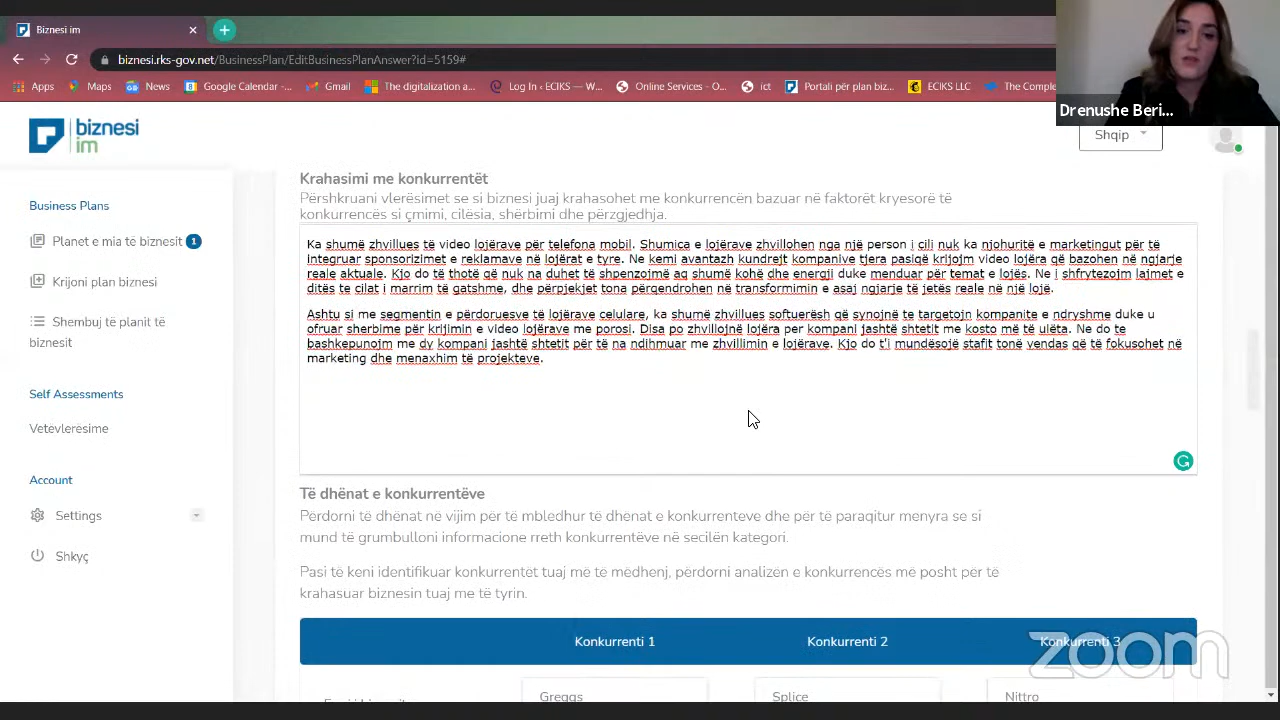 Biznesi im
biznesi.rks-gov.net/BusinessPlan/EditBusinessPlanAnswer?id=5159#
Apps
Maps
News
Google Calendar -...
Gmail
The digitalization a...
Log In ‹ ECIKS — W...
Online Services - O...
ict
Portali për plan biz...
ECIKS LLC
The Comple
Drenushe Beri...
biznesi
im
Shqip
Business Plans
Planet e mia të biznesit 1
Krijoni plan biznesi
Shembuj të planit të
biznesit
Self Assessments
Vetëvlerësime
Account
Settings
Shkyç
Krahasimi me konkurrentët
Përshkruani vlerësimet se si biznesi juaj krahasohet me konkurrencën bazuar në faktorët kryesorë të
konkurrencës si çmimi, cilësia, shërbimi dhe përzgjedhja.
Ka shumë zhvillues të video lojërave për telefona mobil. Shumica e lojërave zhvillohen nga një person i cili nuk ka njohuritë e marketingut për të
integruar sponsorizimet e reklamave në lojërat e tyre. Ne kemi avantazh kundrejt kompanive tjera pasiqë krijojm video lojëra që bazohen në ngjarje
reale aktuale. Kjo do të thotë që nuk na duhet të shpenzojmë aq shumë kohë dhe energji duke menduar për temat e lojës. Ne i shfrytezojm lajmet e
ditës te cilat i marrim të gatshme, dhe përpjekjet tona përqendrohen në transformimin e asaj ngjarje të jetës reale në një lojë.
Ashtu si me segmentin e përdoruesve të lojërave celulare, ka shumë zhvillues softuerësh që synojnë te targetojn kompanite e ndryshme duke u
ofruar sherbime për krijimin e video lojërave me porosi. Disa po zhvillojnë lojëra per kompani jashtë shtetit me kosto më të ulëta. Ne do te
bashkepunojm me dy kompani jashtë shtetit për të na ndihmuar me zhvillimin e lojërave. Kjo do t'i mundësojë stafit tonë vendas që të fokusohet në
marketing dhe menaxhim të projekteve.
Të dhënat e konkurrentëve
Përdorni të dhënat në vijim për të mbledhur të dhënat e konkurrenteve dhe për të paraqitur menyra se si
mund të grumbulloni informacione rreth konkurrentëve në secilën kategori.
Pasi të keni identifikuar konkurrentët tuaj më të mëdhenj, përdorni analizën e konkurrencës më posht për të
krahasuar biznesin tuaj me të tyrin.
Konkurrenti 1
Konkurrenti 2
Konkurrenti 3
zoom
Greggs
Splice
Nittro